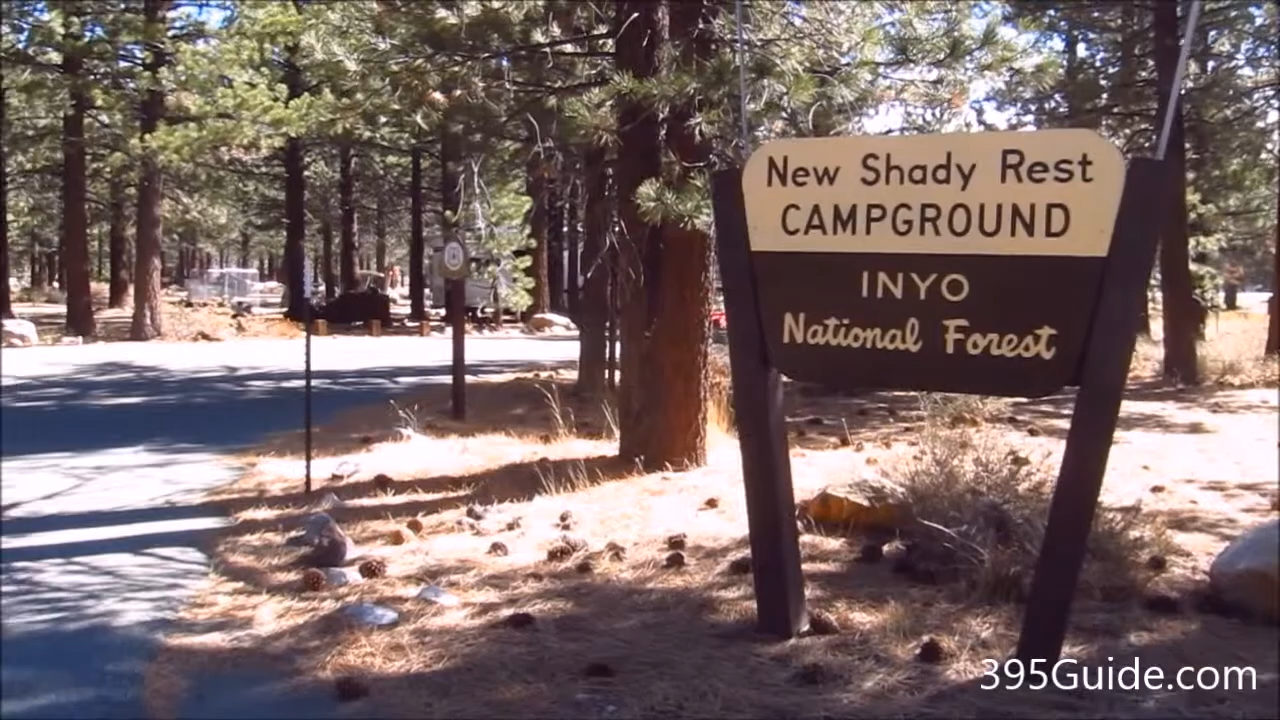 New Shady Rest
CAMPGROUND
INYO
National Forest
395Guide.com